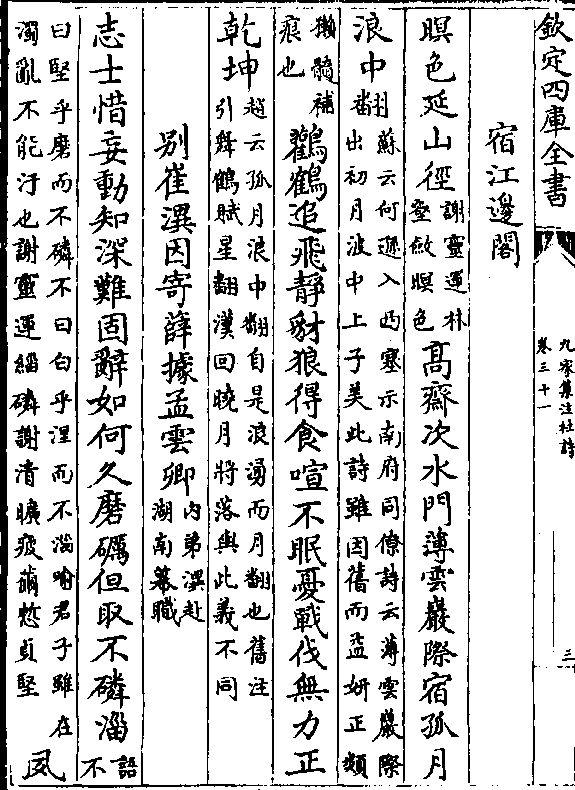 欽定四庫全書
九家集注杜詩
卷三十一
三
宿江邊閣
暝色延山徑謝靈運林壑斂暝色髙齋次水門薄雲巖際宿孤月
浪中翻蘇云何遜入西塞示南府同僚詩云薄雲巖際出初月波中上子美此詩雖因舊而益妍正類
獺髓補痕也鸛鶴追飛静豺狼得食喧不眠憂戰伐無力正
乾坤趙云孤月浪中翻自是浪湧而月翻也舊注引舞鶴賦星翻漢回曉月將落與此義不同
别崔潩因寄薛據孟雲卿内弟潩赴湖南幕職
志士惜妄動知深難固辭如何久磨礪但取不磷淄語不
曰堅乎磨而不磷不曰白乎涅而不淄喻君子雖在濁亂不能汙也謝靈運緇磷謝清曠疲薾慙貞堅夙